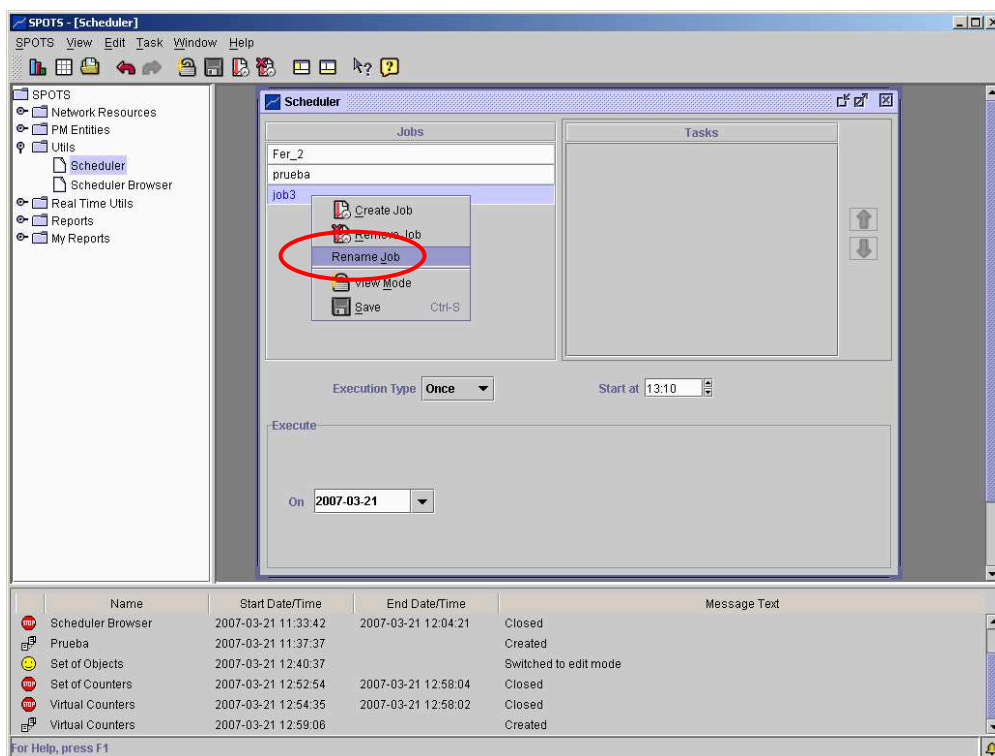 SPOTS - [Scheduler]
SPOTS View Edit Task Window Help
SPOTS
Network Resources
PM Entities
Utils
Scheduler
Scheduler Browser
Real Time Utils
Reports
My Reports
Scheduler
Jobs
Tasks
Fer_2
prueba
job3
Create Job
Remove Job
Rename Job
View Mode
Save Ctrl-S
Execution Type Once
Start at 13:10
Execute
On 2007-03-21
Name Start Date/Time End Date/Time Message Text
STOP Scheduler Browser 2007-03-21 11:33:42 2007-03-21 12:04:21 Closed
Prueba 2007-03-21 11:37:37 Created
Set of Objects 2007-03-21 12:40:37 Switched to edit mode
STOP Set of Counters 2007-03-21 12:52:54 2007-03-21 12:58:04 Closed
STOP Virtual Counters 2007-03-21 12:54:35 2007-03-21 12:58:02 Closed
Virtual Counters 2007-03-21 12:59:06 Created
For Help, press F1